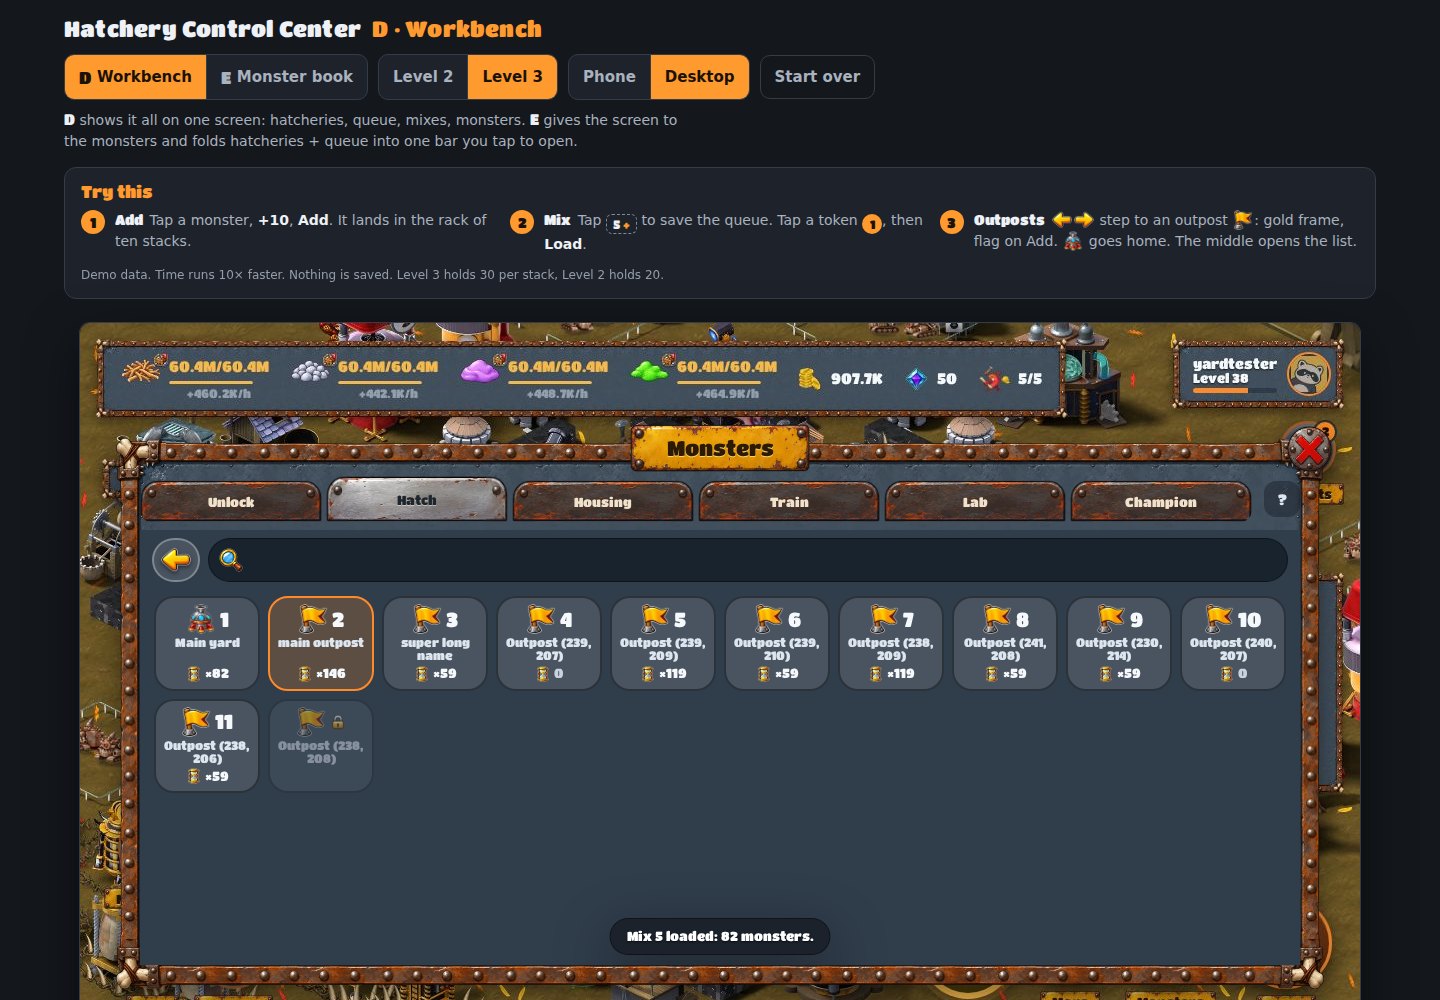 Hatchery Control Center D · Workbench
D Workbench E Monster book Level 2 Level 3 Phone Desktop Start over
D shows it all on one screen: hatcheries, queue, mixes, monsters. E gives the screen to
the monsters and folds hatcheries + queue into one bar you tap to open.
Try this
1 Add Tap a monster, +10, Add. It lands in the rack of
ten stacks.
2 Mix Tap 5+ to save the queue. Tap a token 1, then
Load.
3 Outposts step to an outpost : gold frame,
flag on Add. goes home. The middle opens the list.
Demo data. Time runs 10× faster. Nothing is saved. Level 3 holds 30 per stack, Level 2 holds 20.
60.4M/60.4M 60.4M/60.4M 60.4M/60.4M 60.4M/60.4M 907.7K 50 5/5
+460.2K/h +442.1K/h +448.7K/h +464.9K/h
yardtester
Level 38
Monsters
Unlock Hatch Housing Train Lab Champion ?
1 2 3 4 5 6 7 8 9 10
Main yard main outpost super long name Outpost (239, 207) Outpost (239, 209) Outpost (239, 210) Outpost (238, 209) Outpost (241, 208) Outpost (230, 214) Outpost (240, 207)
×82 ×146 ×59 0 ×119 ×59 ×119 ×59 ×59 0
11
Outpost (238, 206) Outpost (238, 208)
×59
Mix 5 loaded: 82 monsters.